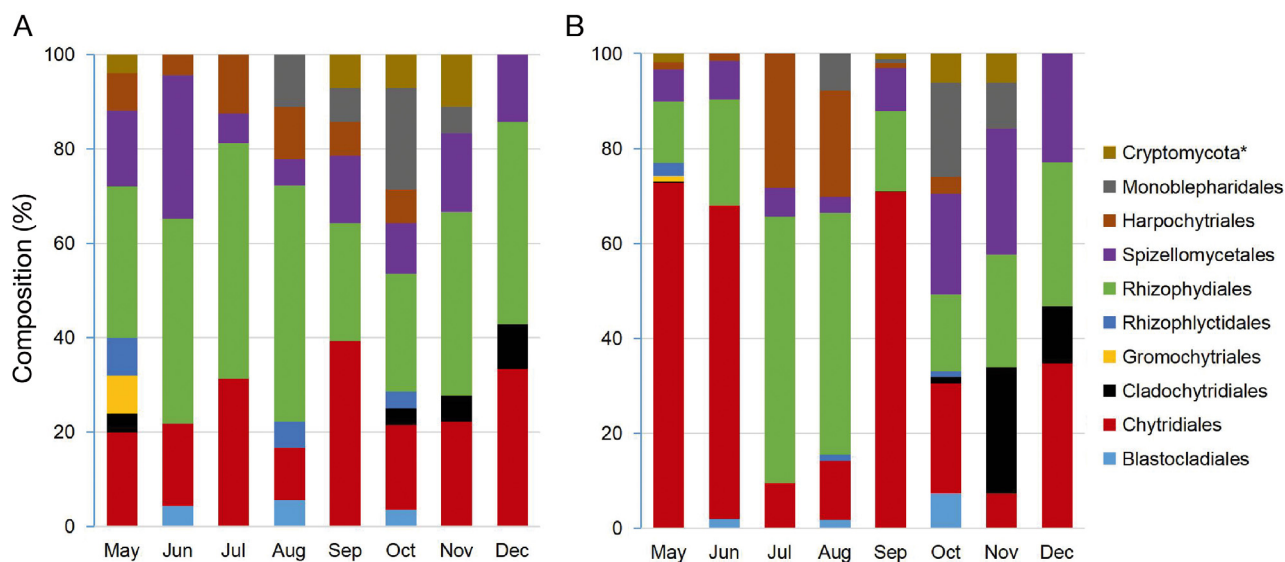 A
B
Composition (%)
100
80
60
40
20
0
May Jun Jul Aug Sep Oct Nov Dec
100
80
60
40
20
0
May Jun Jul Aug Sep Oct Nov Dec
Cryptomycota*
Monoblepharidales
Harpochytriales
Spizellomycetales
Rhizophydiales
Rhizophlyctidales
Gromochytriales
Cladochytridiales
Chytridiales
Blastocladiales